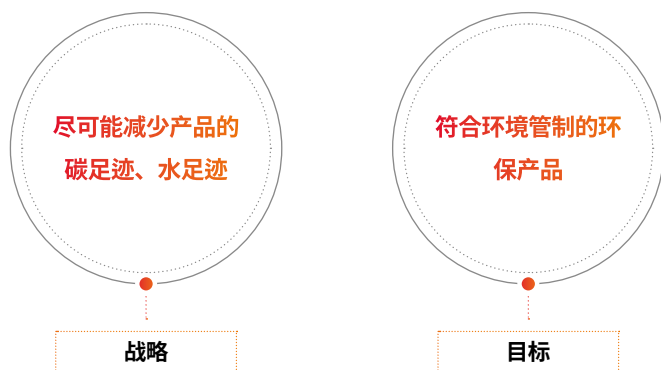 尽可能减少产品的
碳足迹、水足迹
符合环境管制的环
保产品
战略
目标